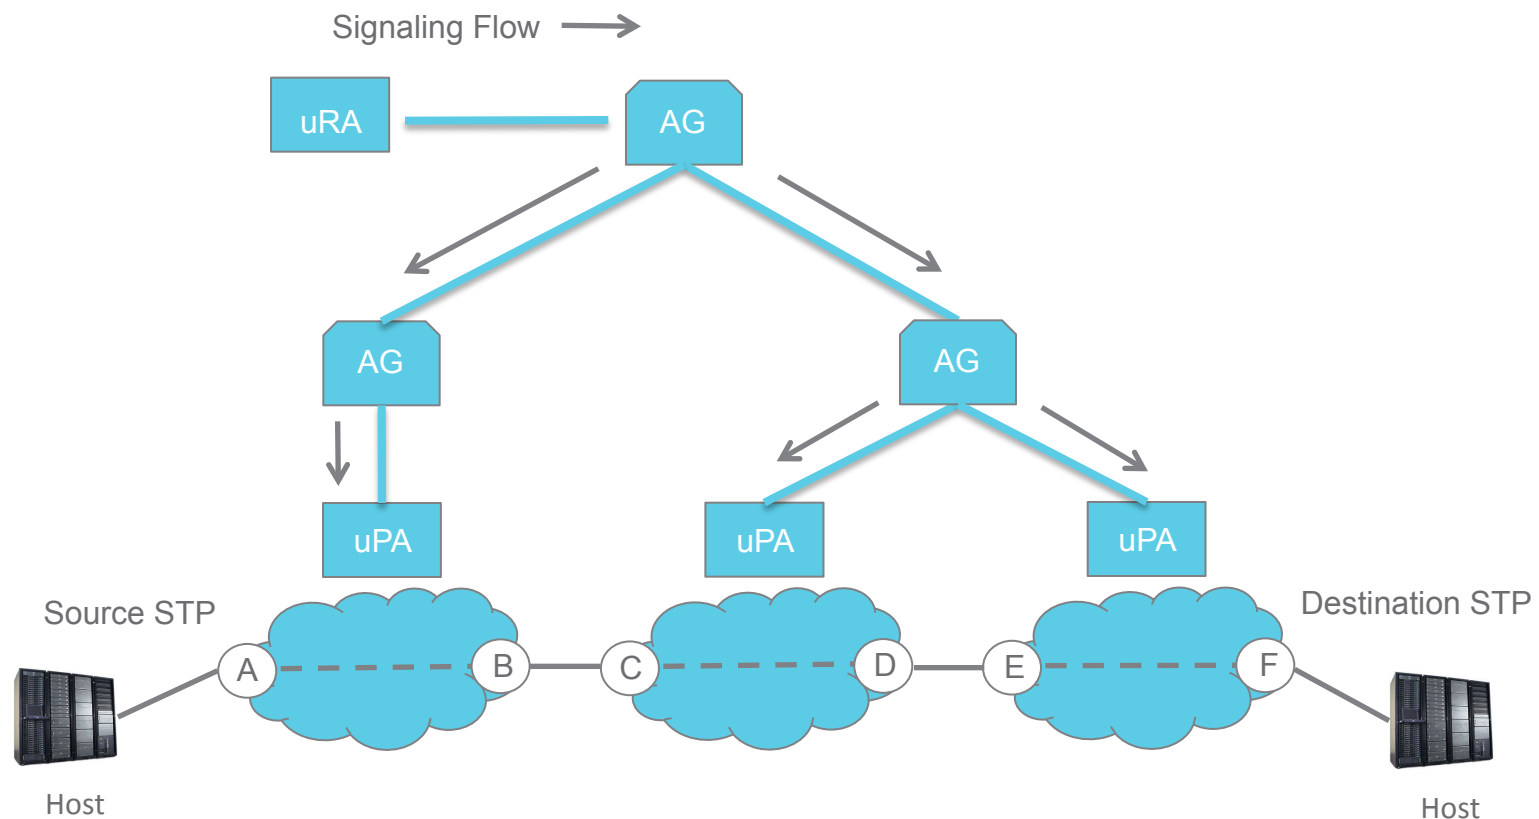 Signaling Flow
uRA
AG
AG
AG
uPA
uPA
uPA
Source STP
Destination STP
A
B
C
D
E
F
Host
Host